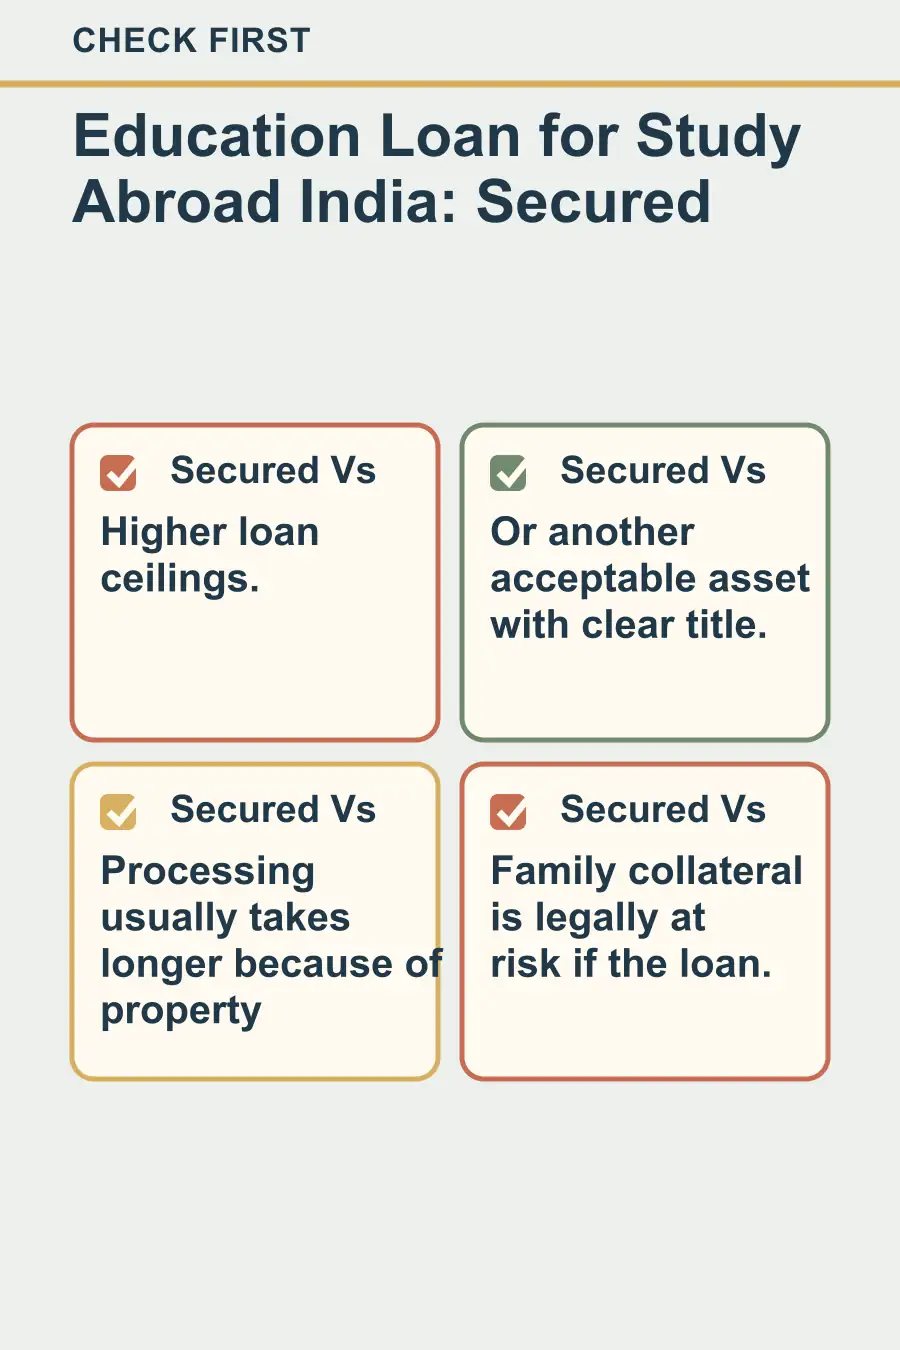 CHECK FIRST
Education Loan for Study
Abroad India: Secured
Secured Vs
Higher loan
ceilings.
Secured Vs
Or another
acceptable asset
with clear title.
Secured Vs
Processing
usually takes
longer because of
property
Secured Vs
Family collateral
is legally at
risk if the loan.